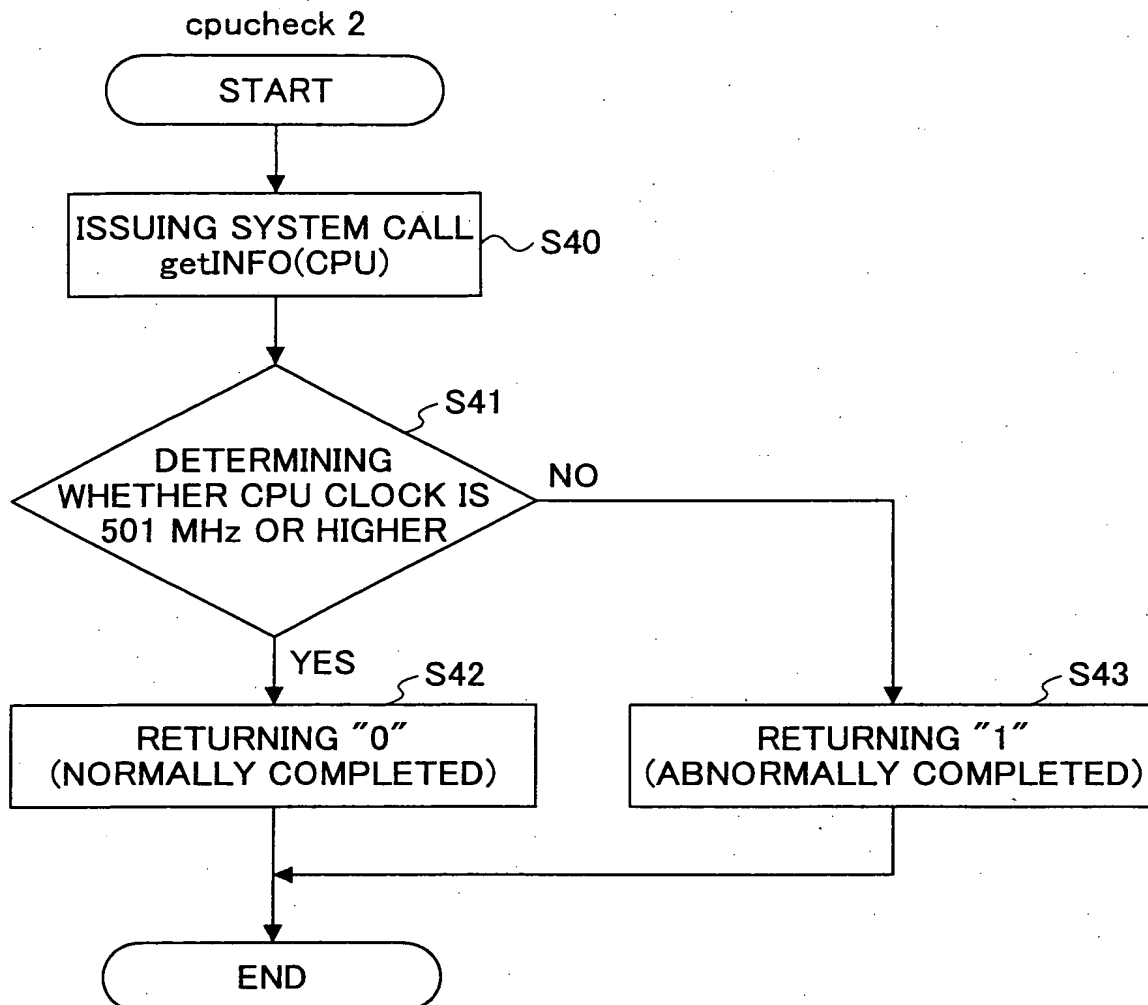 cpucheck 2
START
ISSUING SYSTEM CALL
getINFO(CPU)
S40
S41
DETERMINING
WHETHER CPU CLOCK IS
501 MHz OR HIGHER
NO
YES
S42
RETURNING "0"
(NORMALLY COMPLETED)
S43
RETURNING "1"
(ABNORMALLY COMPLETED)
END